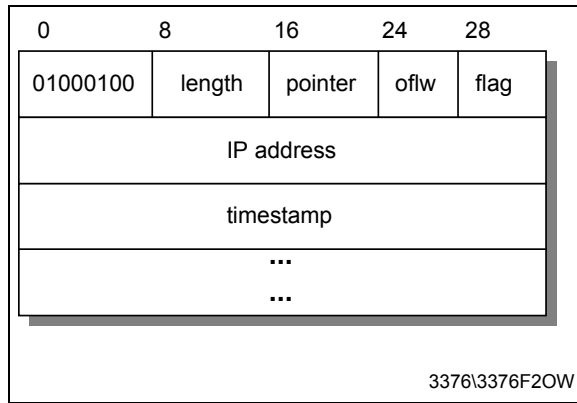 0 8 16 24 28
01000100 length pointer oflw flag
IP address
timestamp
...
...
3376\3376F2OW